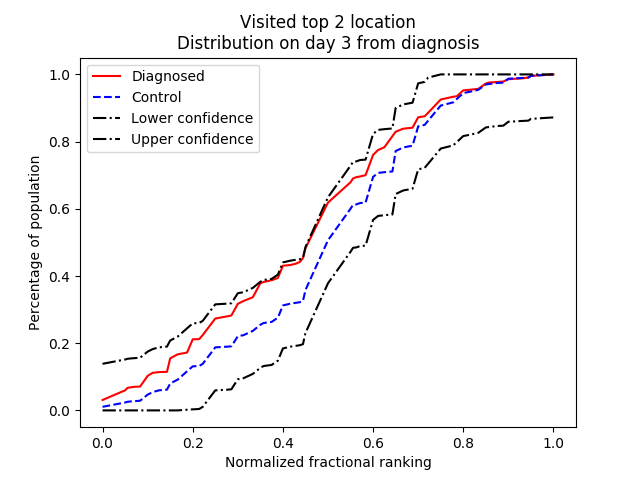 Visited top 2 location
Distribution on day 3 from diagnosis
Diagnosed
Control
Lower confidence
Upper confidence
Percentage of population
1.0
0.8
0.6
0.4
0.2
0.0
0.0 0.2 0.4 0.6 0.8 1.0
Normalized fractional ranking